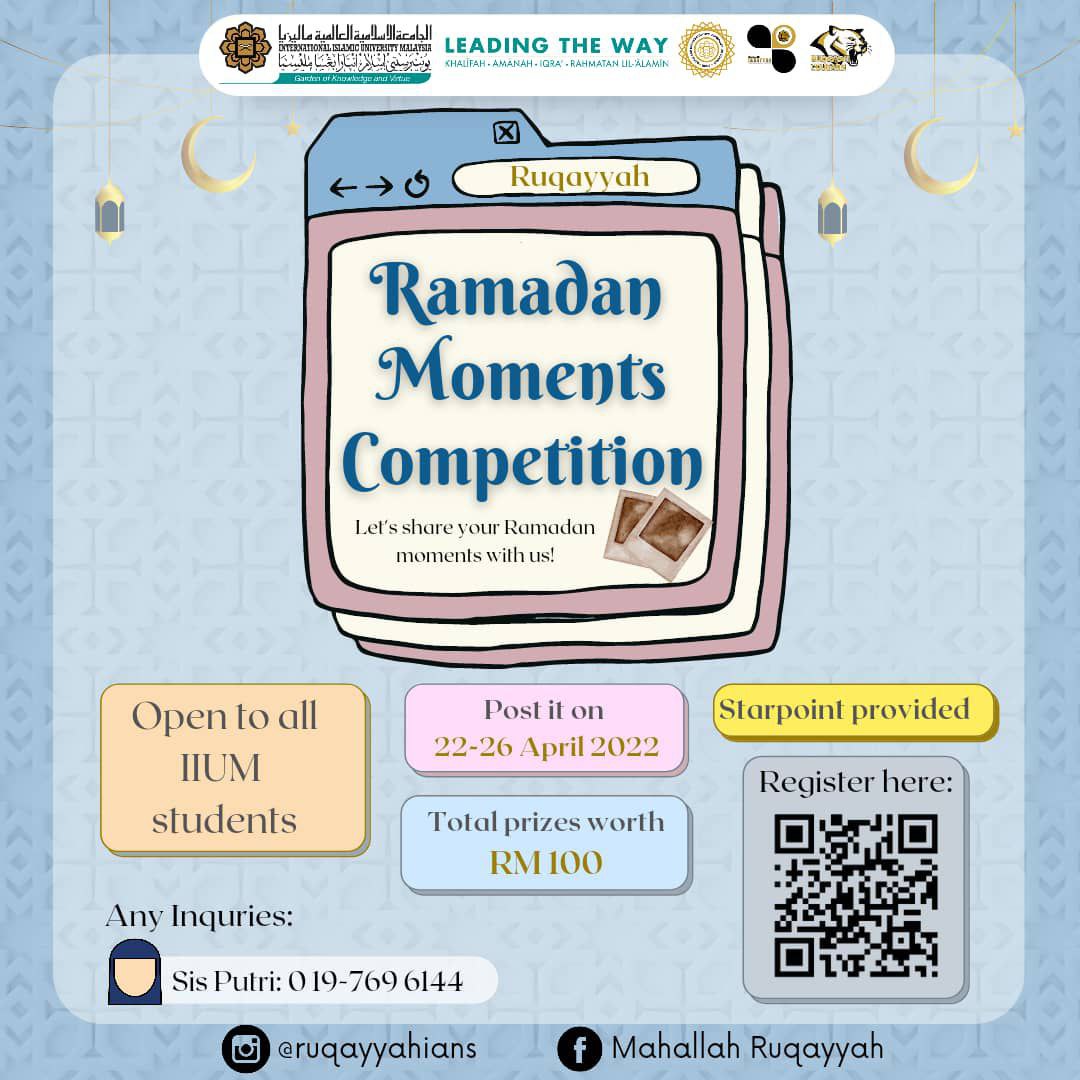 الجامعة الإسلامية العالمية ماليزيا
INTERNATIONAL ISLAMIC UNIVERSITY MALAYSIA
Garden of Knowledge and Virtue
LEADING THE WAY
KHALĪFAH • AMĀNAH • IQRA' • RAHMATAN LIL-ĀLAMĪN
Ruqayyah
Ramadan
Moments
Competition
Let's share your Ramadan
moments with us!
Open to all
IIUM
students
Post it on
22-26 April 2022
Total prizes worth
RM 100
Starpoint provided
Register here:
Any Inquries:
Sis Putri: 019-769 6144
@ruqayyahians
Mahallah Ruqayyah